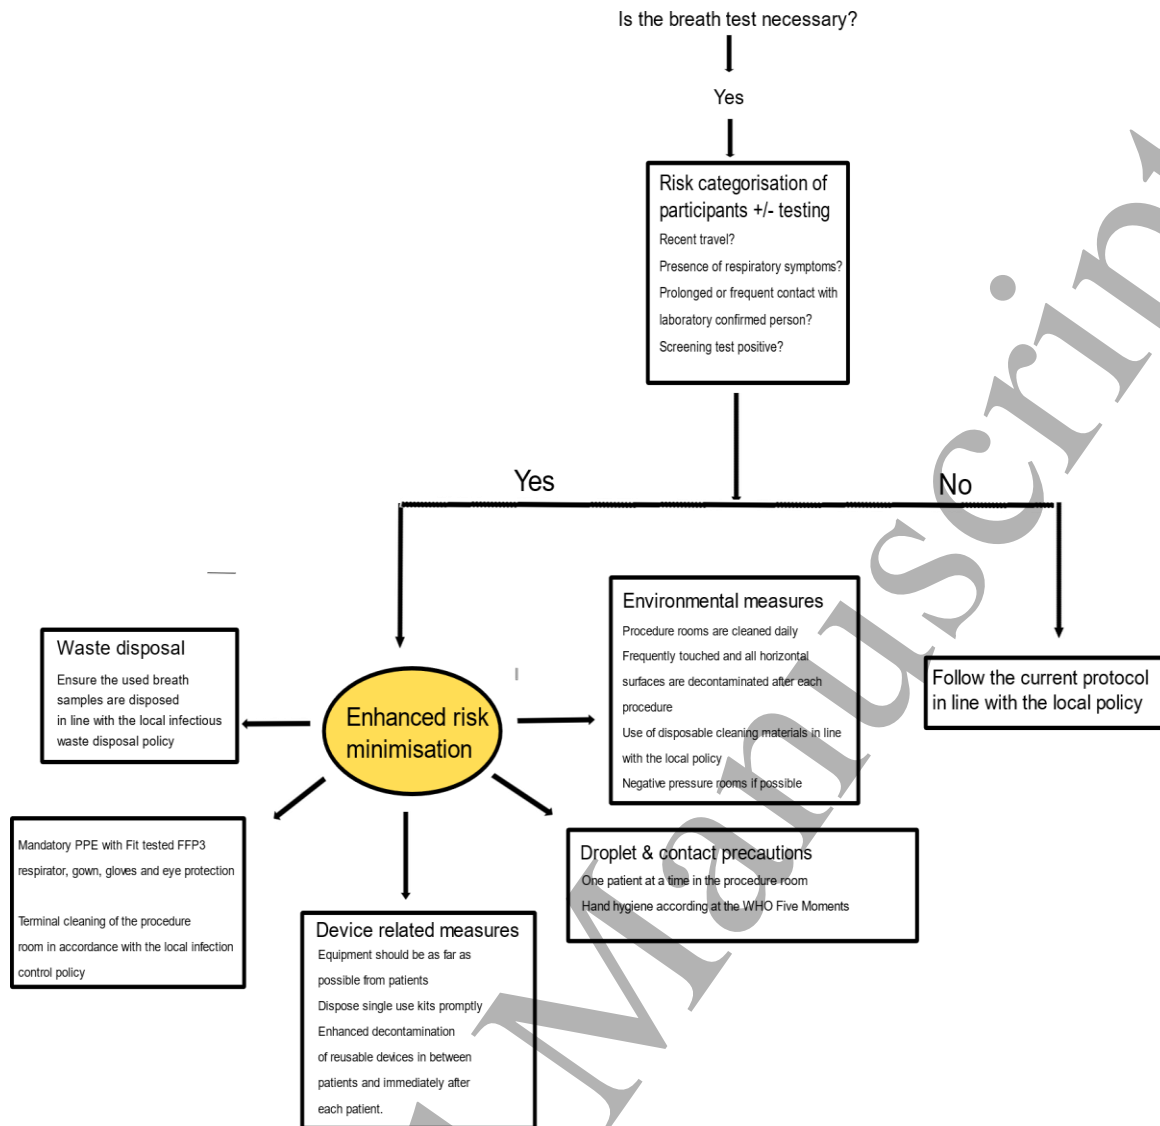 Is the breath test necessary?
Yes
Risk categorisation of
participants +/- testing
Recent travel?
Presence of respiratory symptoms?
Prolonged or frequent contact with
laboratory confirmed person?
Screening test positive?
Yes
No
Waste disposal
Ensure the used breath
samples are disposed
in line with the local infectious
waste disposal policy
Enhanced risk
minimisation
Environmental measures
Procedure rooms are cleaned daily
Frequently touched and all horizontal
surfaces are decontaminated after each
procedure
Use of disposable cleaning materials in line
with the local policy
Negative pressure rooms if possible
Follow the current protocol
in line with the local policy
Mandatory PPE with Fit tested FFP3
respirator, gown, gloves and eye protection
Terminal cleaning of the procedure
room in accordance with the local infection
control policy
Device related measures
Equipment should be as far as
possible from patients
Dispose single use kits promptly
Enhanced decontamination
of reusable devices in between
patients and immediately after
each patient.
Droplet & contact precautions
One patient at a time in the procedure room
Hand hygiene according at the WHO Five Moments
Manuscript